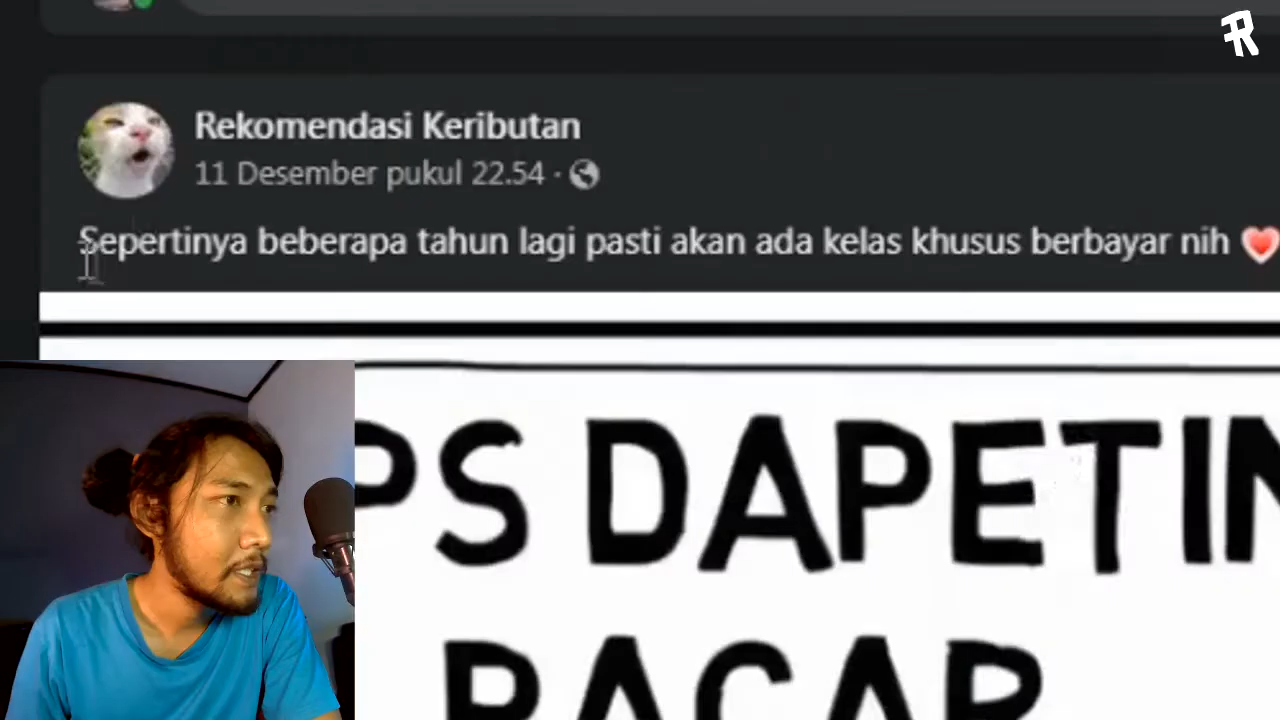 Rekomendasi Keributan
11 Desember pukul 22.54 ·
Sepertinya beberapa tahun lagi pasti akan ada kelas khusus berbayar nih ❤️
PS DAPETIN
PACAR